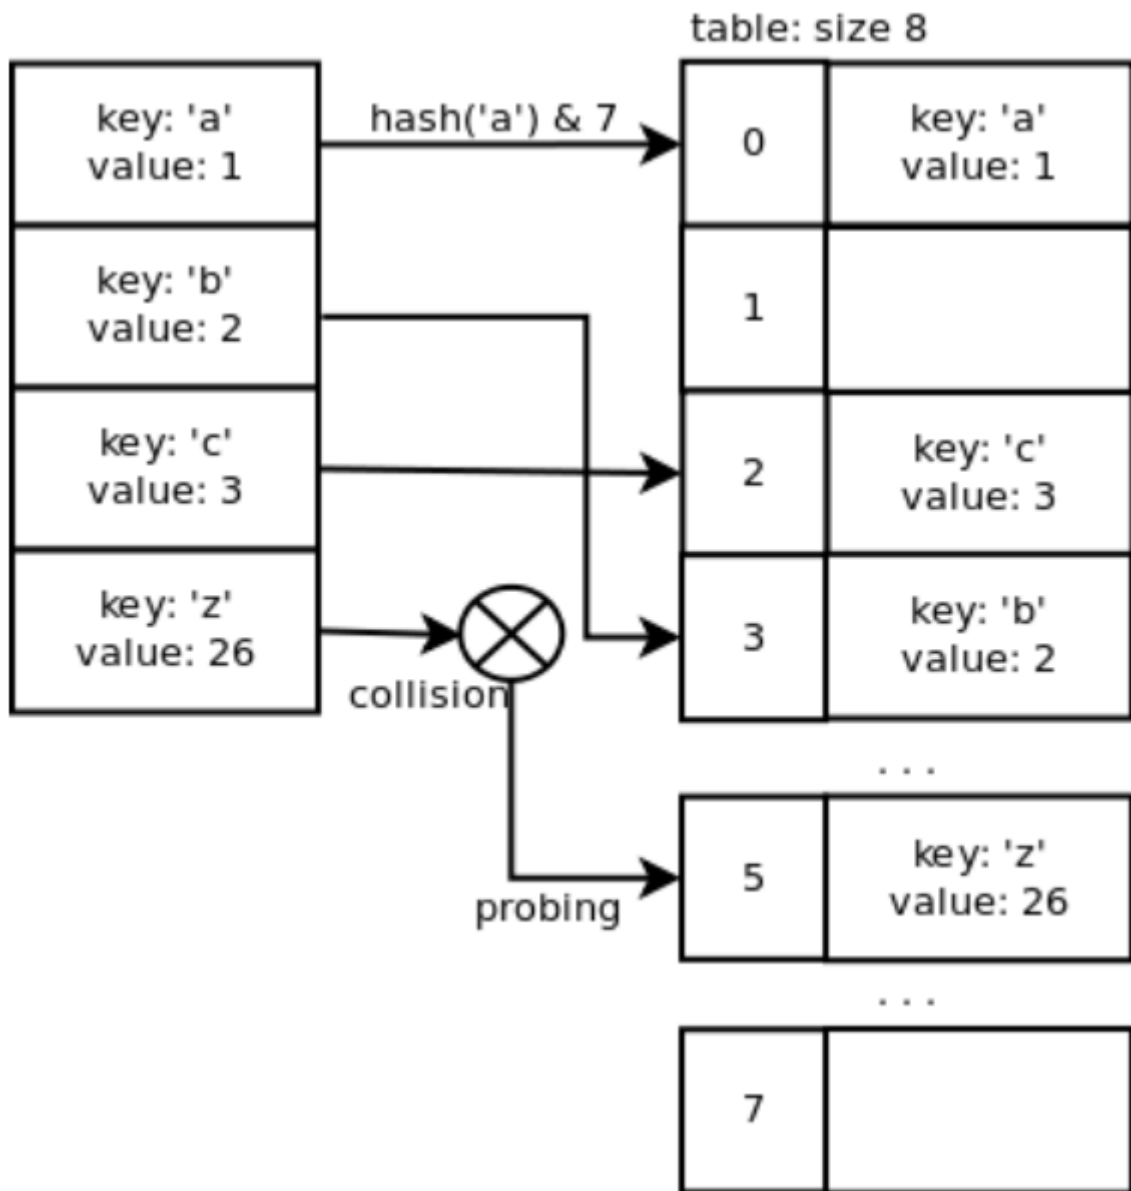 table: size 8
key: 'a'
value: 1
hash('a') & 7
0
key: 'a'
value: 1
key: 'b'
value: 2
1
key: 'c'
value: 3
2
key: 'c'
value: 3
key: 'z'
value: 26
collision
3
key: 'b'
value: 2
. . .
probing
5
key: 'z'
value: 26
. . .
7